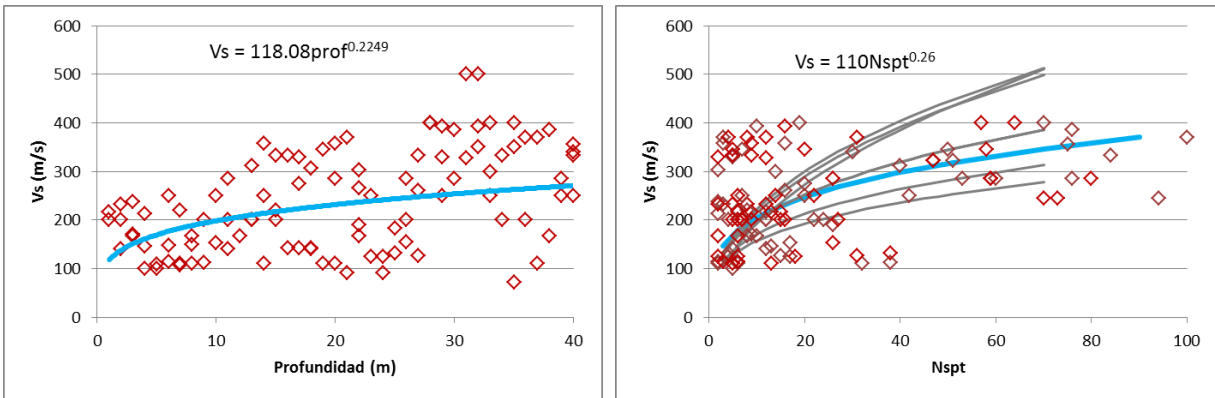 600
500
400
300
200
100
0
Vs (m/s)
Vs = 118.08prof^0.2249
0 10 20 30 40
Profundidad (m)
600
500
400
300
200
100
0
Vs (m/s)
Vs = 110Nspt^0.26
0 20 40 60 80 100
Nspt